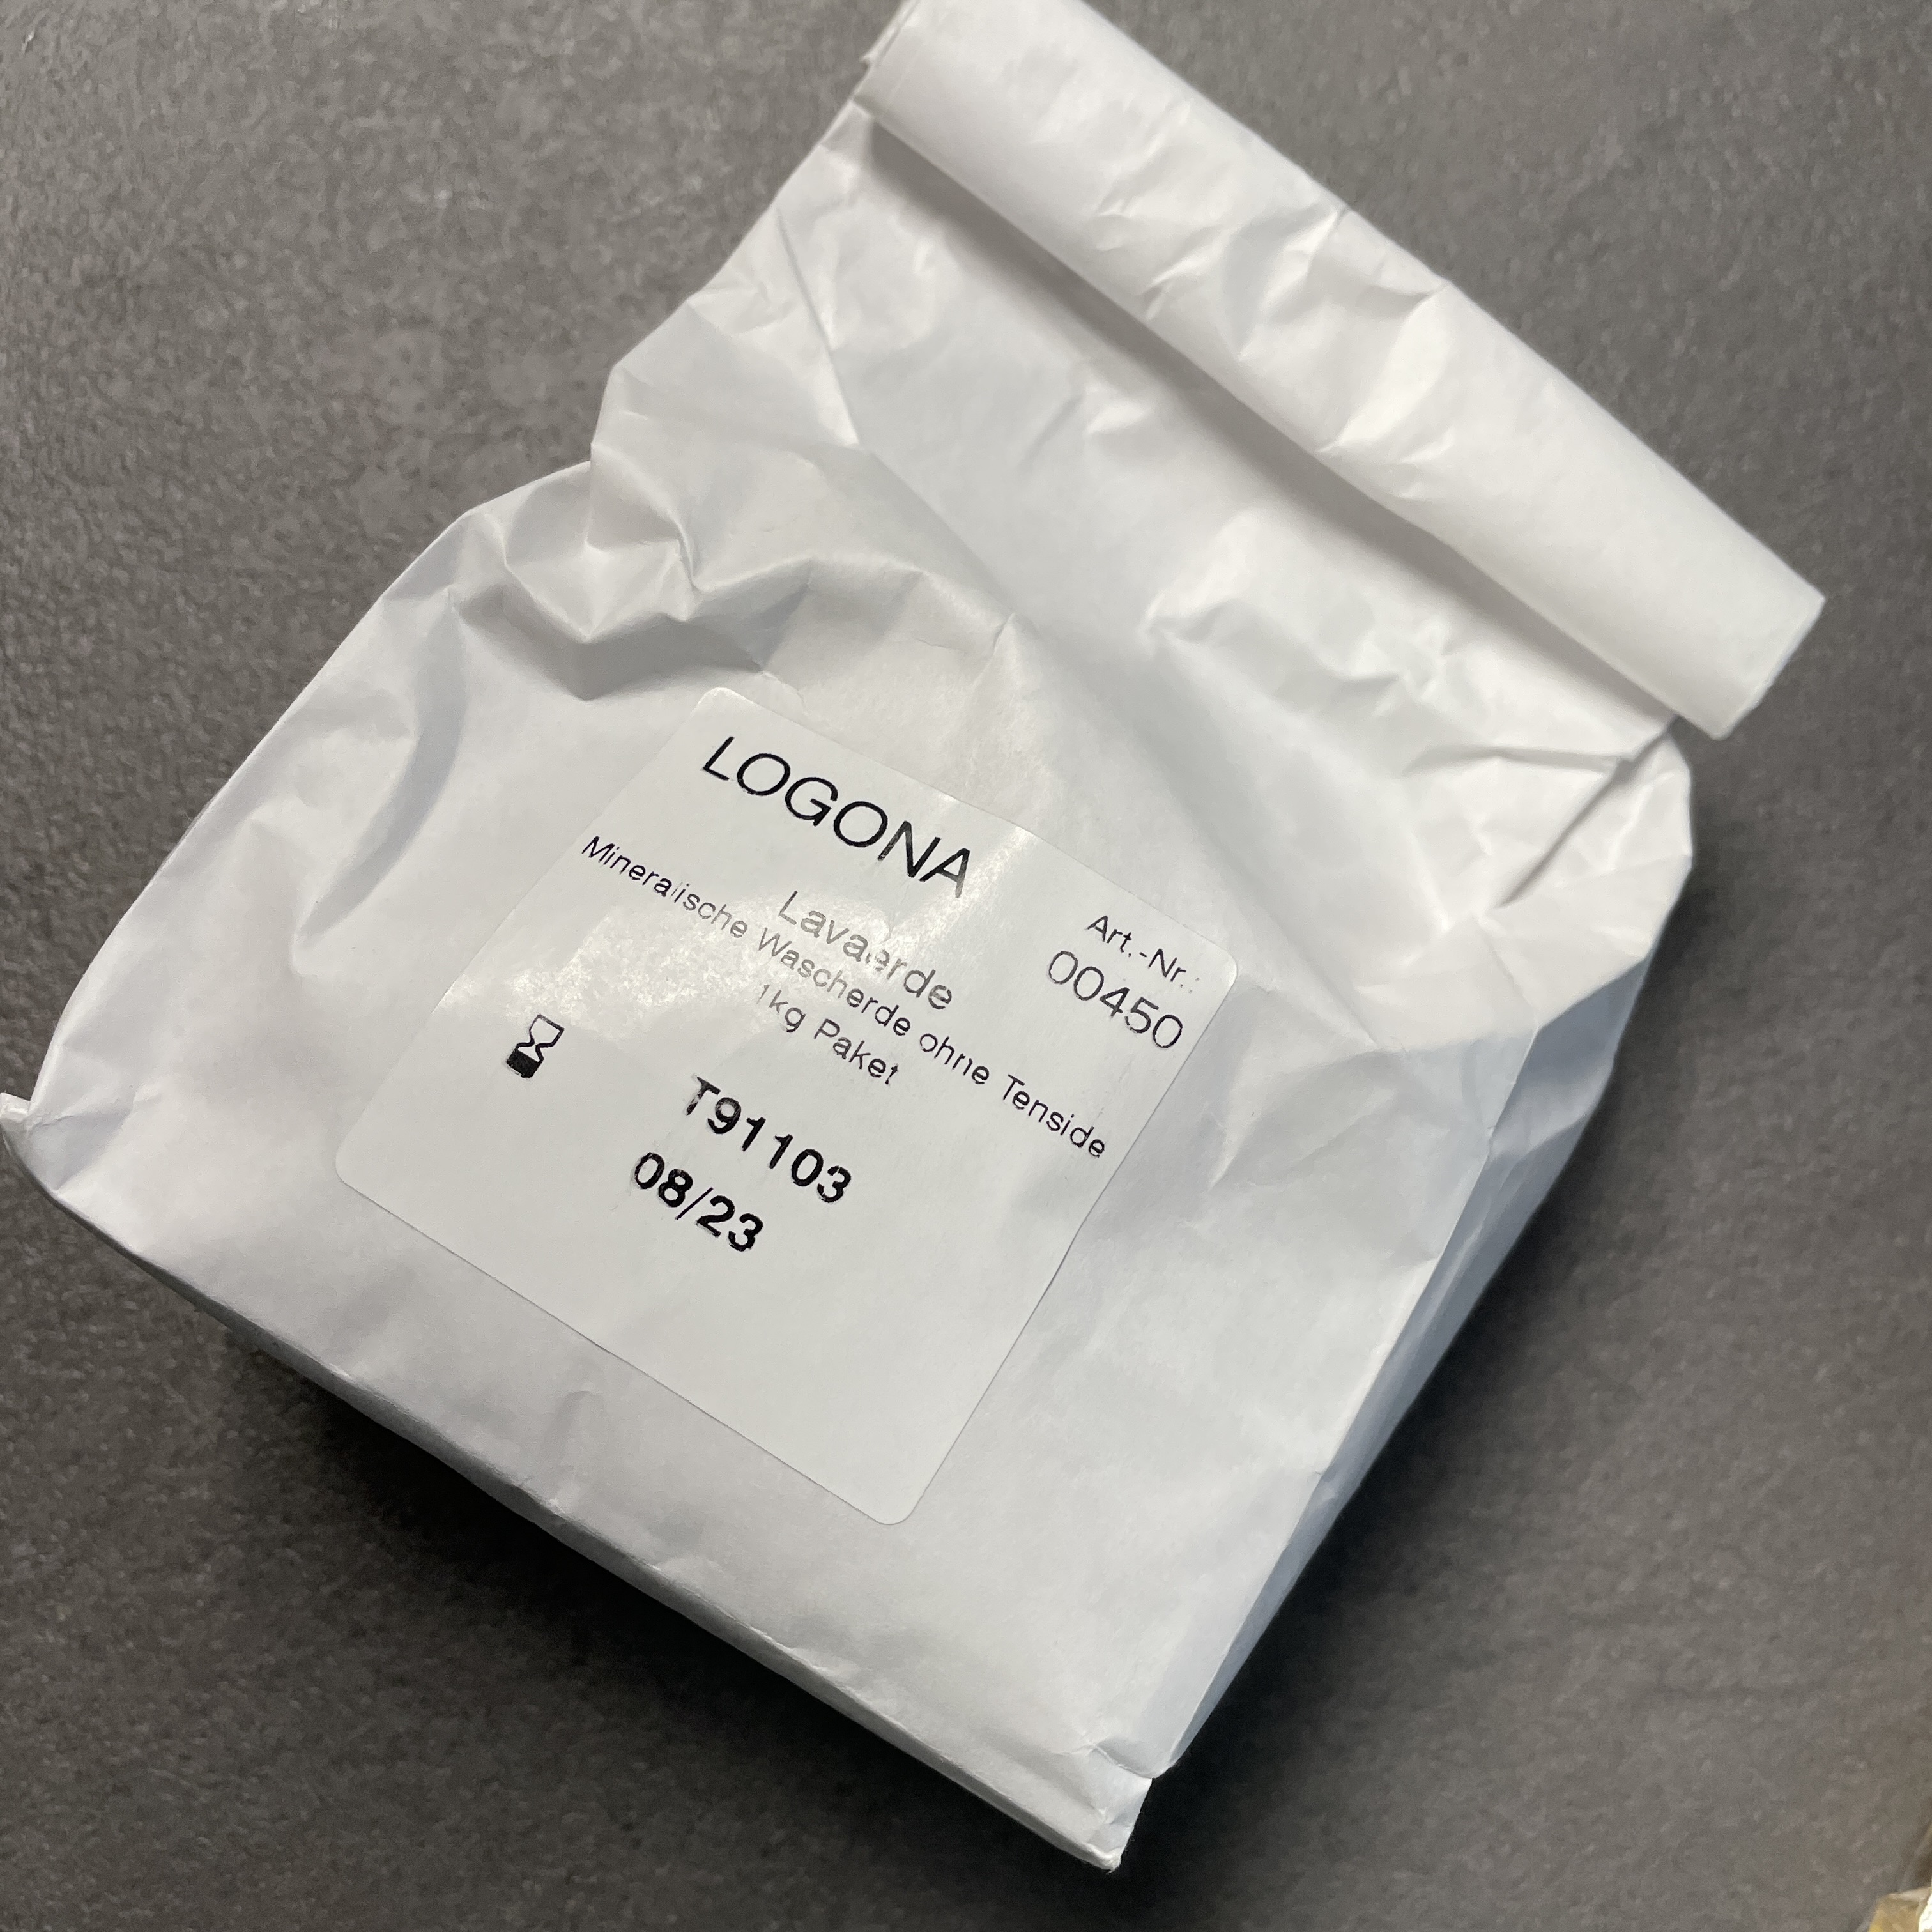 LOGONA
Art.-Nr.:
00450
Lavaerde
Mineralische Wascherde ohne Tenside
1kg Paket
T91103
08/23